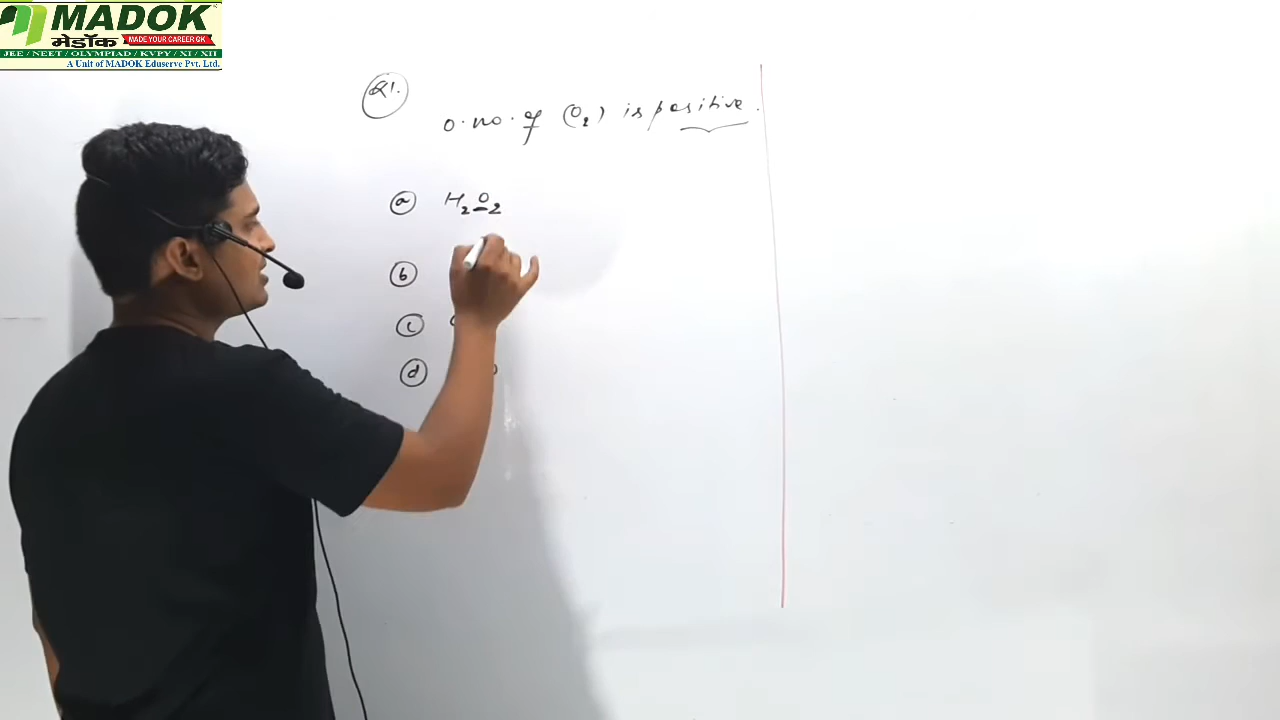 MADOK
मेडॉक MADE YOUR CAREER GK
JEE / NEET / OLYMPIAD / KVPY / XI / XII
A Unit of MADOK Eduserve Pvt. Ltd.
Q1.
O. no. of (O₂) is positive.
(a) H₂O₂
(b)
(c)
(d)